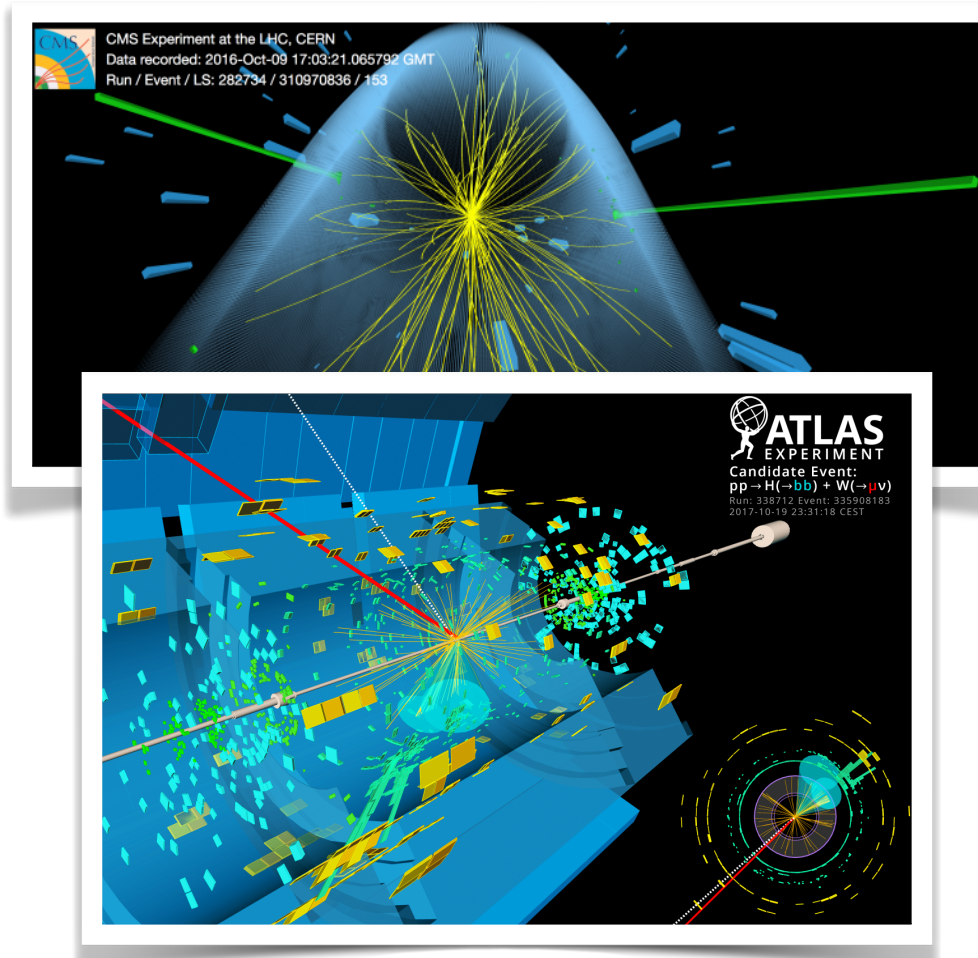 CMS
CMS Experiment at the LHC, CERN
Data recorded: 2016-Oct-09 17:03:21.065792 GMT
Run / Event / LS: 282734 / 310970836 / 153
ATLAS
EXPERIMENT
Candidate Event:
pp→H(→bb) + W(→μν)
Run: 338712 Event: 335908183
2017-10-19 23:31:18 CEST